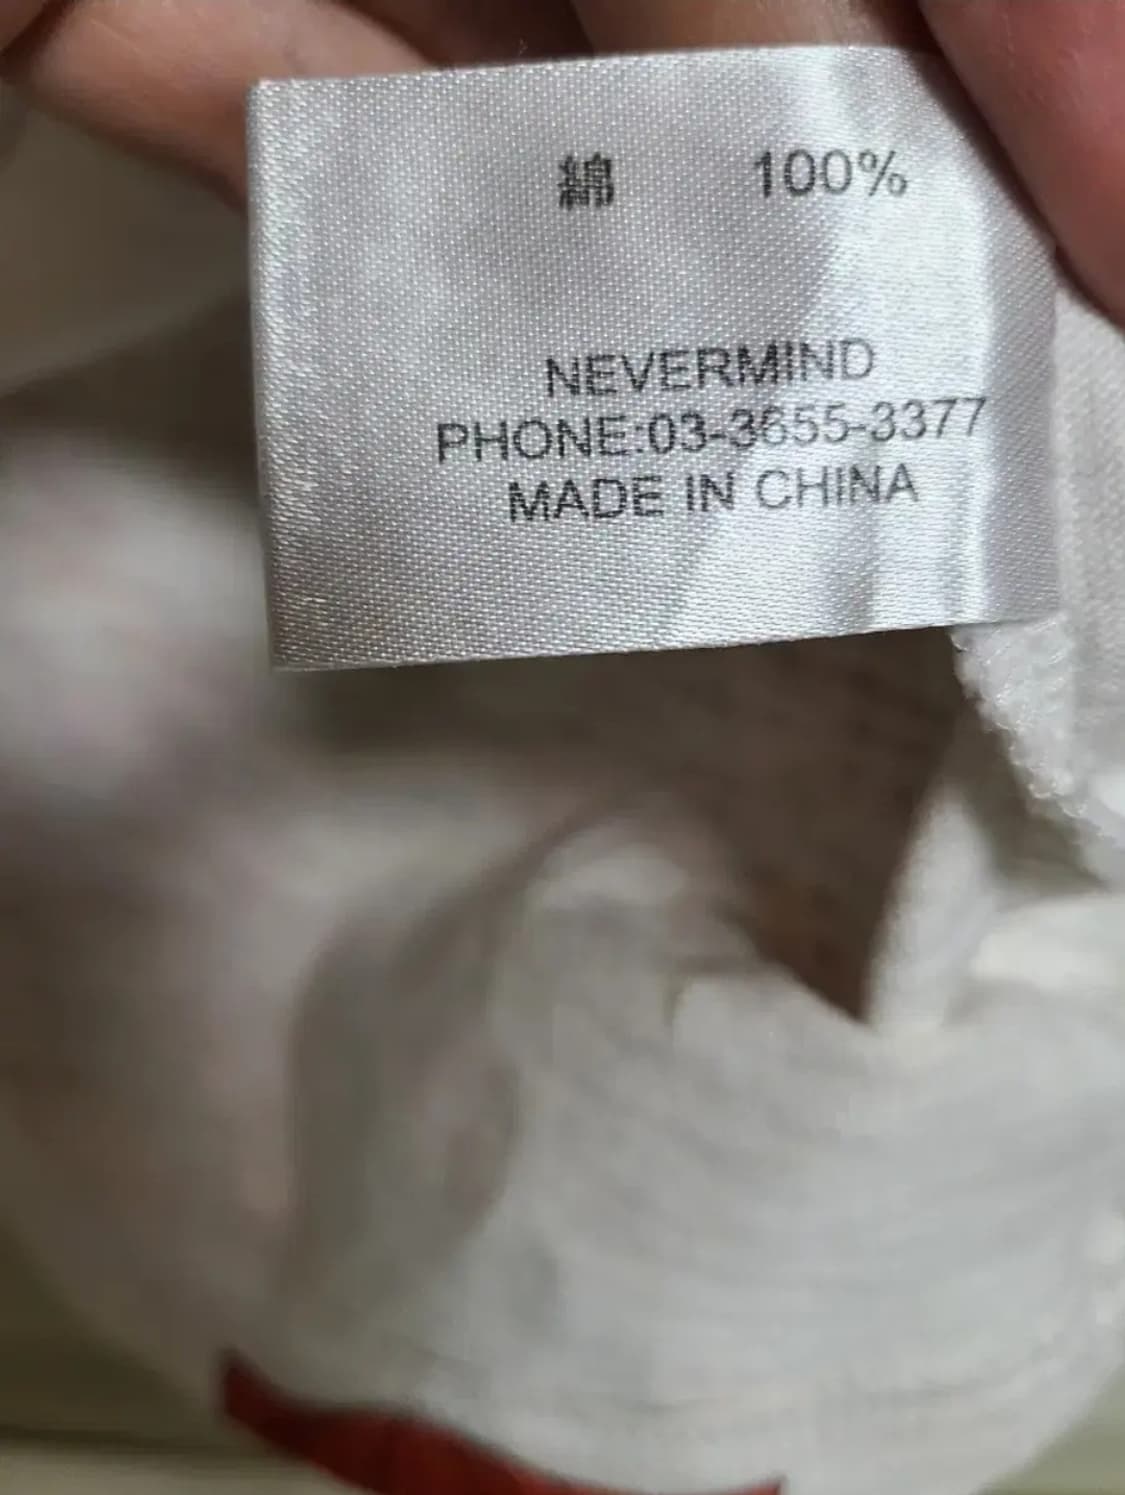 綿 100%
NEVERMIND
PHONE:03-3655-3377
MADE IN CHINA